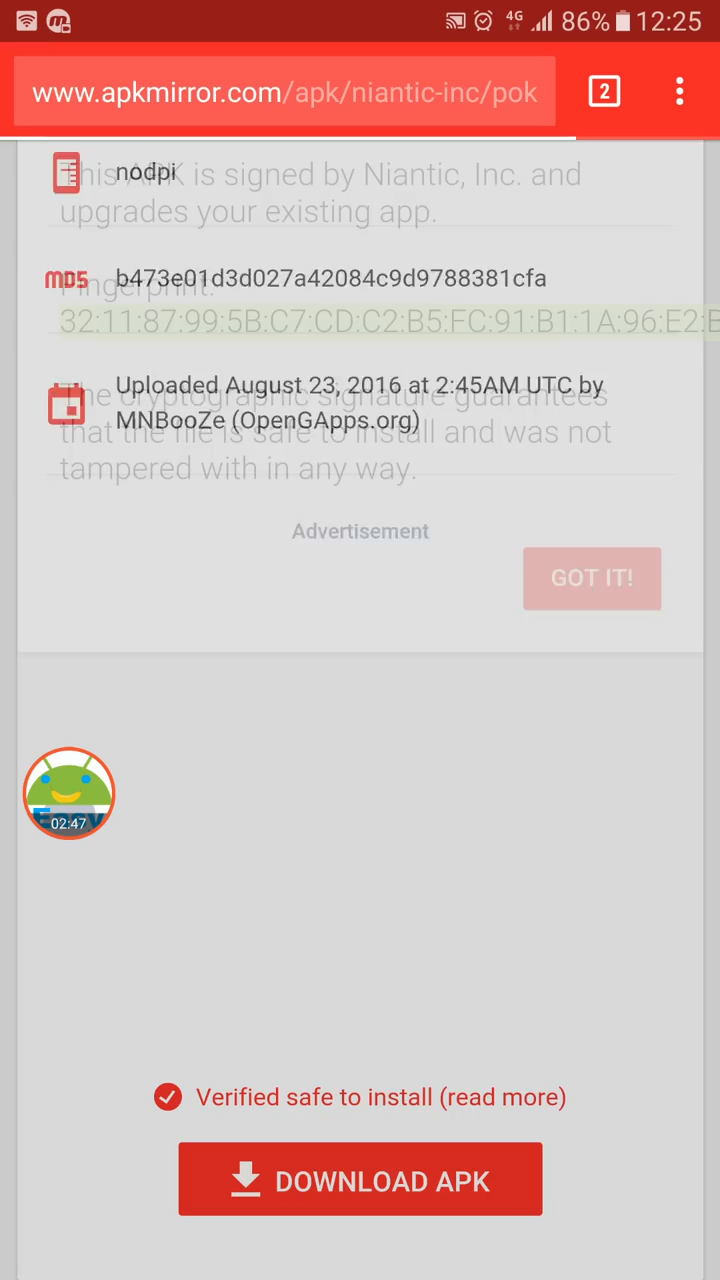 4G 86% 12:25
www.apkmirror.com/apk/niantic-inc/pok 2
nodpi
This APK is signed by Niantic, Inc. and
upgrades your existing app.
MD5 b473e01d3d027a42084c9d9788381cfa
Fingerprint:
32:11:87:99:5B:C7:CD:C2:B5:FC:91:B1:1A:96:E2:B
Uploaded August 23, 2016 at 2:45AM UTC by
The cryptographic signature guarantees
MNBooZe (OpenGApps.org)
that the file is safe to install and was not
tampered with in any way.
Advertisement
GOT IT!
Easy
02:47
Verified safe to install (read more)
DOWNLOAD APK